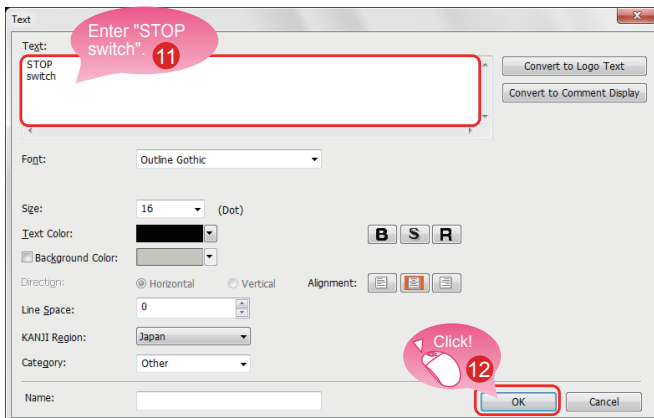 Text
Enter "STOP
switch". 11
Text:
STOP
switch
Convert to Logo Text
Convert to Comment Display
Font: Outline Gothic
Size: 16 (Dot)
Text Color: B S R
Background Color:
Direction: Horizontal Vertical Alignment:
Line Space: 0
KANJI Region: Japan
Click!
Category: Other
12
Name:
OK Cancel